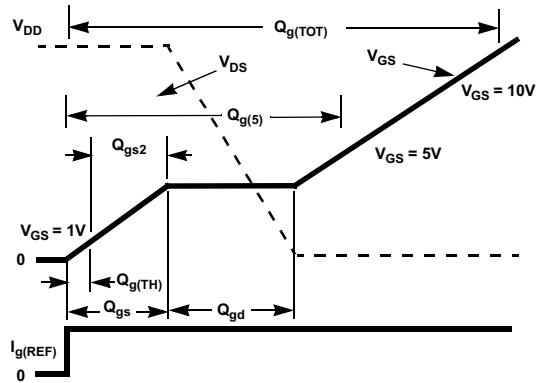 V_DD
Q_g(TOT)
V_DS
V_GS
V_GS = 10V
Q_g(5)
Q_gs2
V_GS = 5V
V_GS = 1V
0
Q_g(TH)
Q_gs
Q_gd
I_g(REF)
0